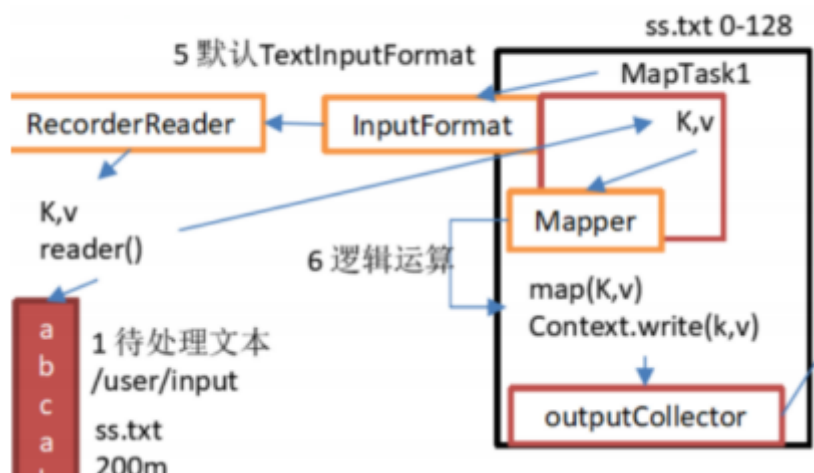 ss.txt 0-128
5 默认TextInputFormat
MapTask1
RecorderReader
InputFormat
K,v
K,v
reader()
Mapper
6 逻辑运算
map(K,v)
Context.write(k,v)
outputCollector
1 待处理文本
/user/input
ss.txt
200m
a
b
c
a